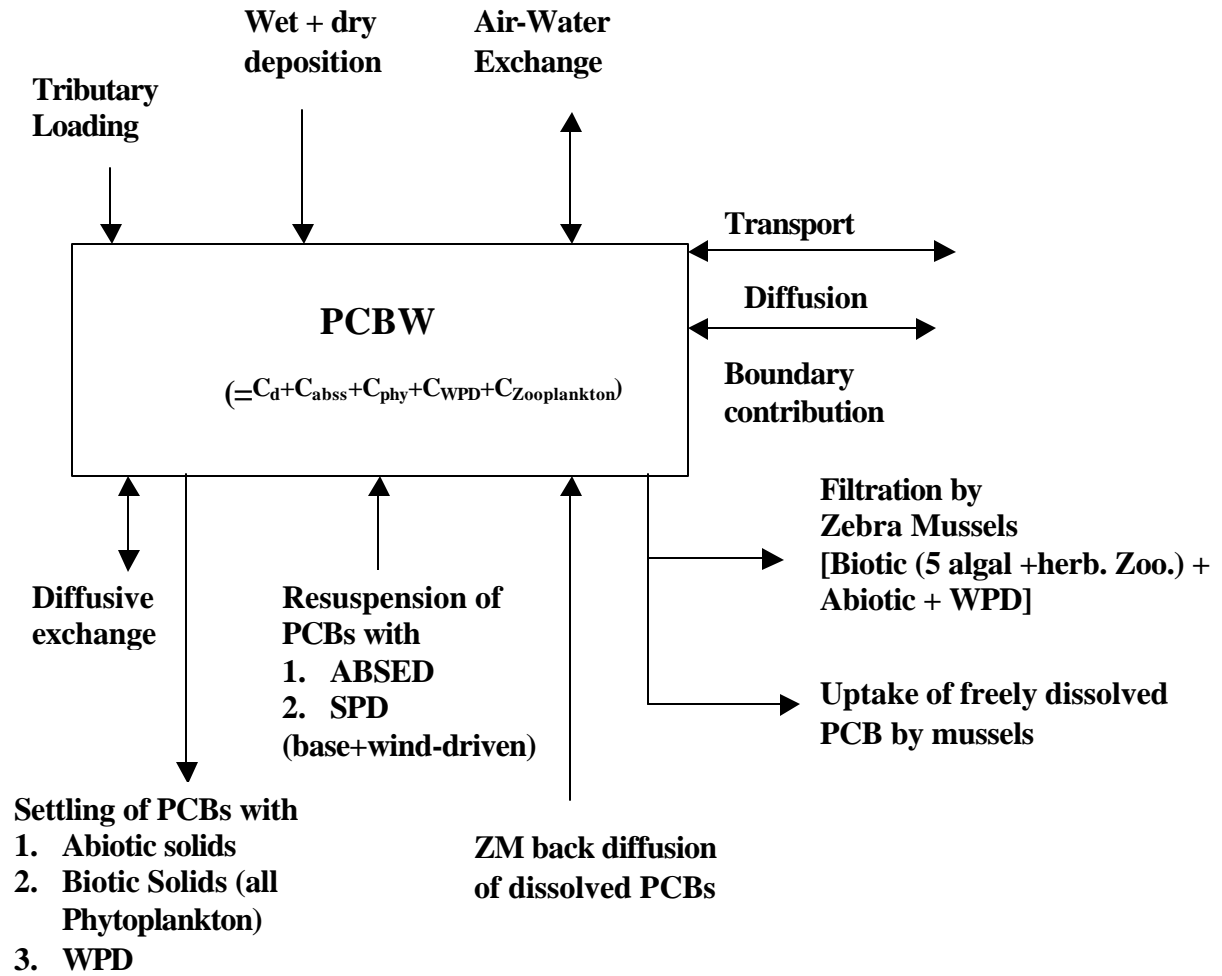 Wet + dry
deposition
Air-Water
Exchange
Tributary
Loading
Transport
Diffusion
Boundary
contribution
PCBW
(=Cd+Cabss+Cphy+CWPD+CZooplankton)
Filtration by
Zebra Mussels
[Biotic (5 algal +herb. Zoo.) +
Abiotic + WPD]
Uptake of freely dissolved
PCB by mussels
Diffusive
exchange
Resuspension of
PCBs with
1. ABSED
2. SPD
(base+wind-driven)
Settling of PCBs with
1. Abiotic solids
2. Biotic Solids (all
Phytoplankton)
3. WPD
ZM back diffusion
of dissolved PCBs